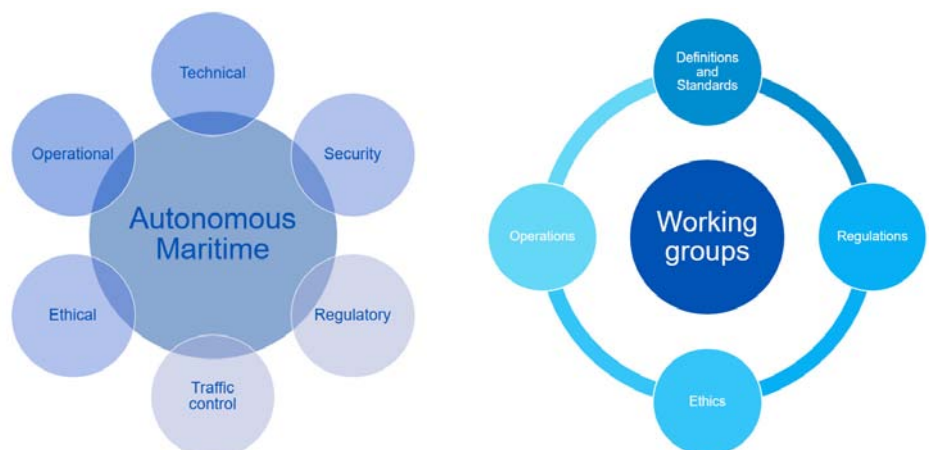 Technical
Operational
Security
Autonomous
Maritime
Ethical
Regulatory
Traffic
control
Definitions
and
Standards
Operations
Working
groups
Regulations
Ethics